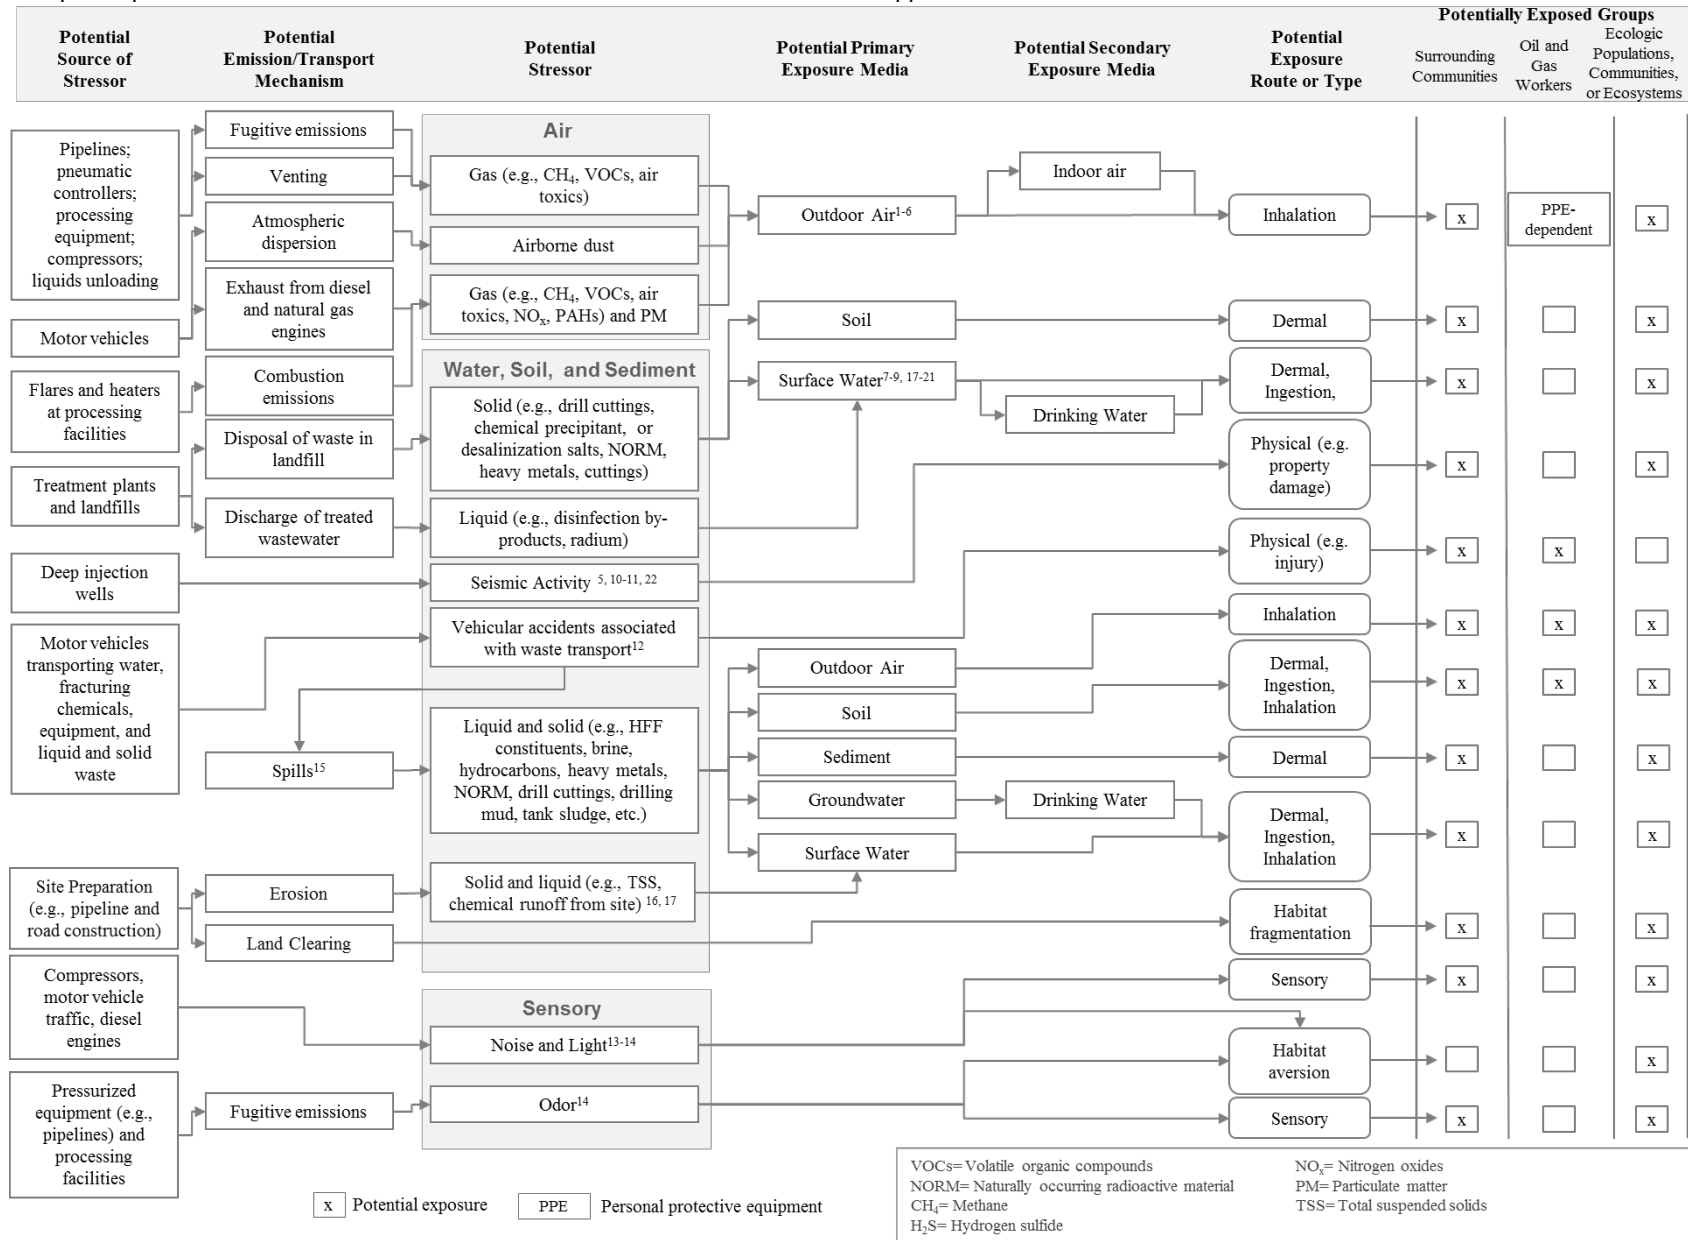 Potentially Exposed Groups
Potential
Source of
Stressor
Potential
Emission/Transport
Mechanism
Potential
Stressor
Potential Primary
Exposure Media
Potential Secondary
Exposure Media
Potential
Exposure
Route or Type
Surrounding
Communities
Oil and
Gas
Workers
Ecologic
Populations,
Communities,
or Ecosystems
Pipelines;
pneumatic
controllers;
processing
equipment;
compressors;
liquids unloading
Motor vehicles
Flares and heaters
at processing
facilities
Treatment plants
and landfills
Deep injection
wells
Motor vehicles
transporting water,
fracturing
chemicals,
equipment, and
liquid and solid
waste
Site Preparation
(e.g., pipeline and
road construction)
Compressors,
motor vehicle
traffic, diesel
engines
Pressurized
equipment (e.g.,
pipelines) and
processing
facilities
Fugitive emissions
Venting
Atmospheric
dispersion
Exhaust from diesel
and natural gas
engines
Combustion
emissions
Disposal of waste in
landfill
Discharge of treated
wastewater
Spills15
Erosion
Land Clearing
Fugitive emissions
Air
Gas (e.g., CH4, VOCs, air
toxics)
Airborne dust
Gas (e.g., CH4, VOCs, air
toxics, NOx, PAHs) and PM
Water, Soil, and Sediment
Solid (e.g., drill cuttings,
chemical precipitant, or
desalinization salts, NORM,
heavy metals, cuttings)
Liquid (e.g., disinfection by-
products, radium)
Seismic Activity 5, 10-11, 22
Vehicular accidents associated
with waste transport12
Liquid and solid (e.g., HFF
constituents, brine,
hydrocarbons, heavy metals,
NORM, drill cuttings, drilling
mud, tank sludge, etc.)
Solid and liquid (e.g., TSS,
chemical runoff from site) 16, 17
Sensory
Noise and Light13-14
Odor14
Outdoor Air1-6
Soil
Surface Water7-9, 17-21
Outdoor Air
Soil
Sediment
Groundwater
Surface Water
Indoor air
Drinking Water
Drinking Water
Inhalation
Dermal
Dermal,
Ingestion,
Physical (e.g.
property
damage)
Physical (e.g.
injury)
Inhalation
Dermal,
Ingestion,
Inhalation
Dermal
Dermal,
Ingestion,
Inhalation
Habitat
fragmentation
Sensory
Habitat
aversion
Sensory
x PPE-
dependent x
x x
x x
x x
x x
x x x
x x x
x x
x x
x x
x x
x
x x
x Potential exposure
PPE Personal protective equipment
VOCs= Volatile organic compounds
NORM= Naturally occurring radioactive material
CH4= Methane
H2S= Hydrogen sulfide
NOx= Nitrogen oxides
PM= Particulate matter
TSS= Total suspended solids